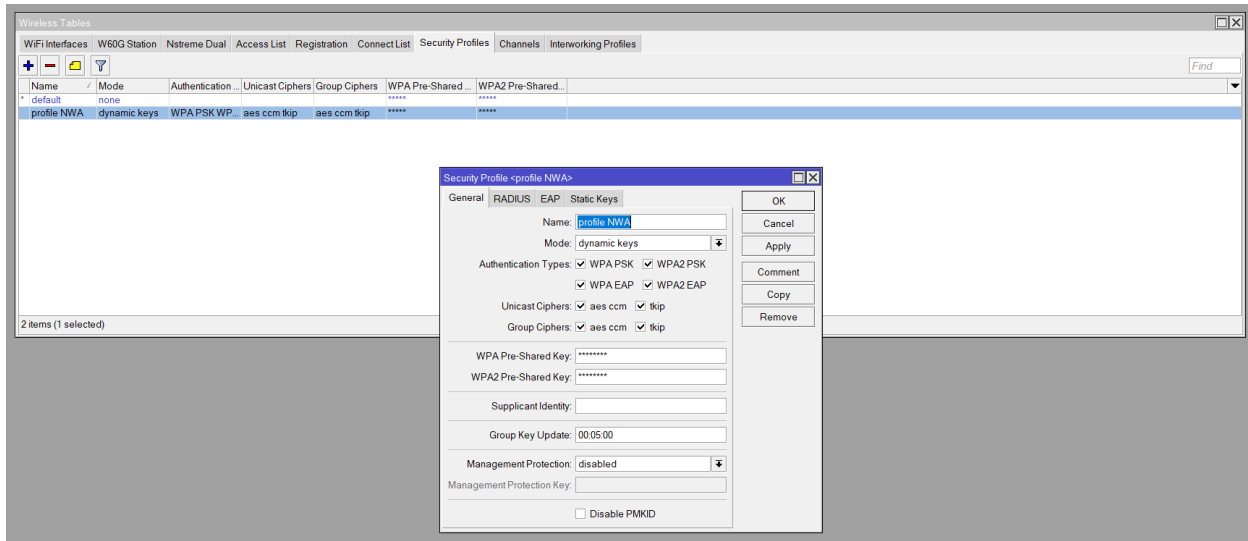 Wireless Tables
WiFi Interfaces W60G Station Nstreme Dual Access List Registration Connect List Security Profiles Channels Interworking Profiles
Find
Name / Mode Authentication ... Unicast Ciphers Group Ciphers WPA Pre-Shared ... WPA2 Pre-Shared...
* default none ***** *****
profile NWA dynamic keys WPA PSK WP... aes ccm tkip aes ccm tkip ***** *****
2 items (1 selected)
Security Profile <profile NWA>
General RADIUS EAP Static Keys
OK
Name: profile NWA
Cancel
Mode: dynamic keys
Apply
Authentication Types: WPA PSK WPA2 PSK
Comment
WPA EAP WPA2 EAP
Copy
Unicast Ciphers: aes ccm tkip
Remove
Group Ciphers: aes ccm tkip
WPA Pre-Shared Key: ********
WPA2 Pre-Shared Key: ********
Supplicant Identity:
Group Key Update: 00:05:00
Management Protection: disabled
Management Protection Key:
Disable PMKID